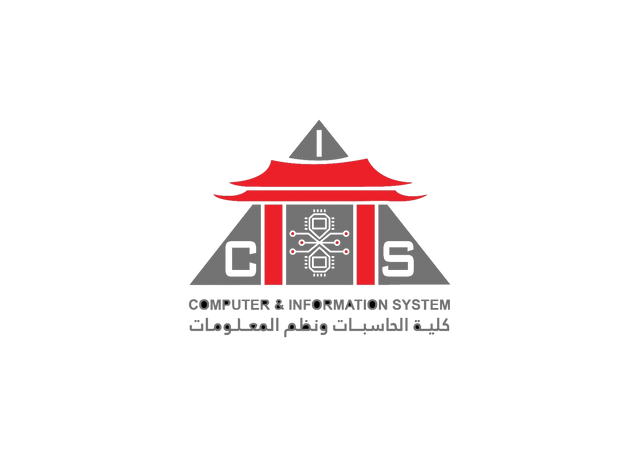 I
C S
COMPUTER & INFORMATION SYSTEM
كلية الحاسبات ونظم المعلومات